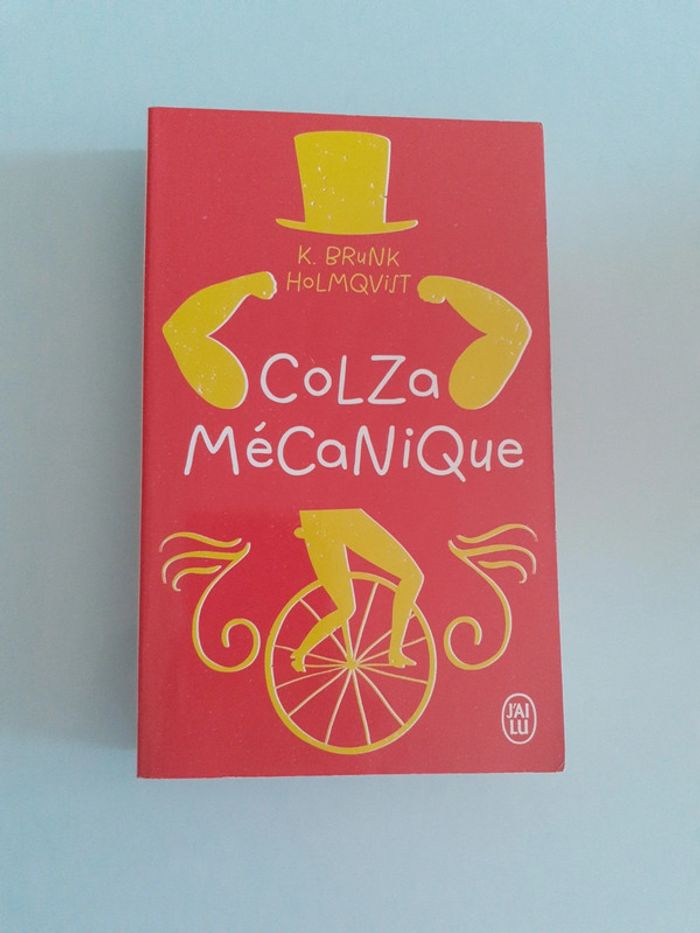 K. BRuNK
HoLMQViST
CoLZa
MéCaNiQue
J'AI
LU